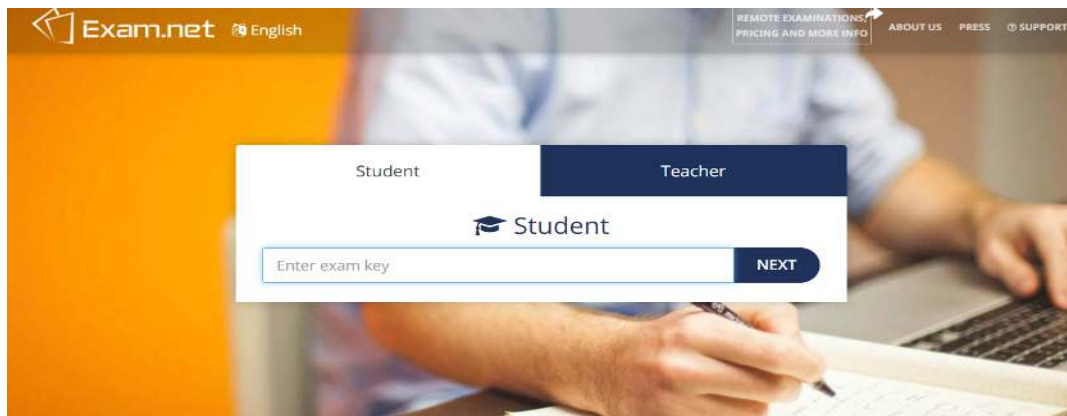 Exam.net English
REMOTE EXAMINATIONS,
PRICING AND MORE INFO
ABOUT US PRESS SUPPORT
Student Teacher
Student
Enter exam key NEXT